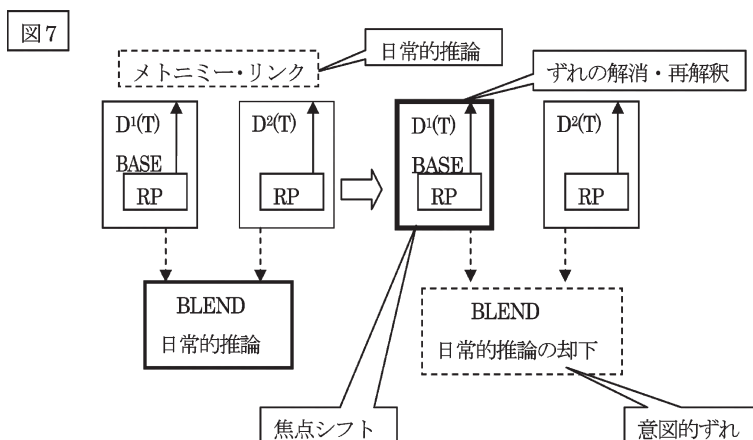 図7
メトニミー・リンク
日常的推論
ずれの解消・再解釈
D¹(T)
BASE
RP
D²(T)
RP
D¹(T)
BASE
RP
D²(T)
RP
BLEND
日常的推論
BLEND
日常的推論の却下
焦点シフト
意図的ずれ